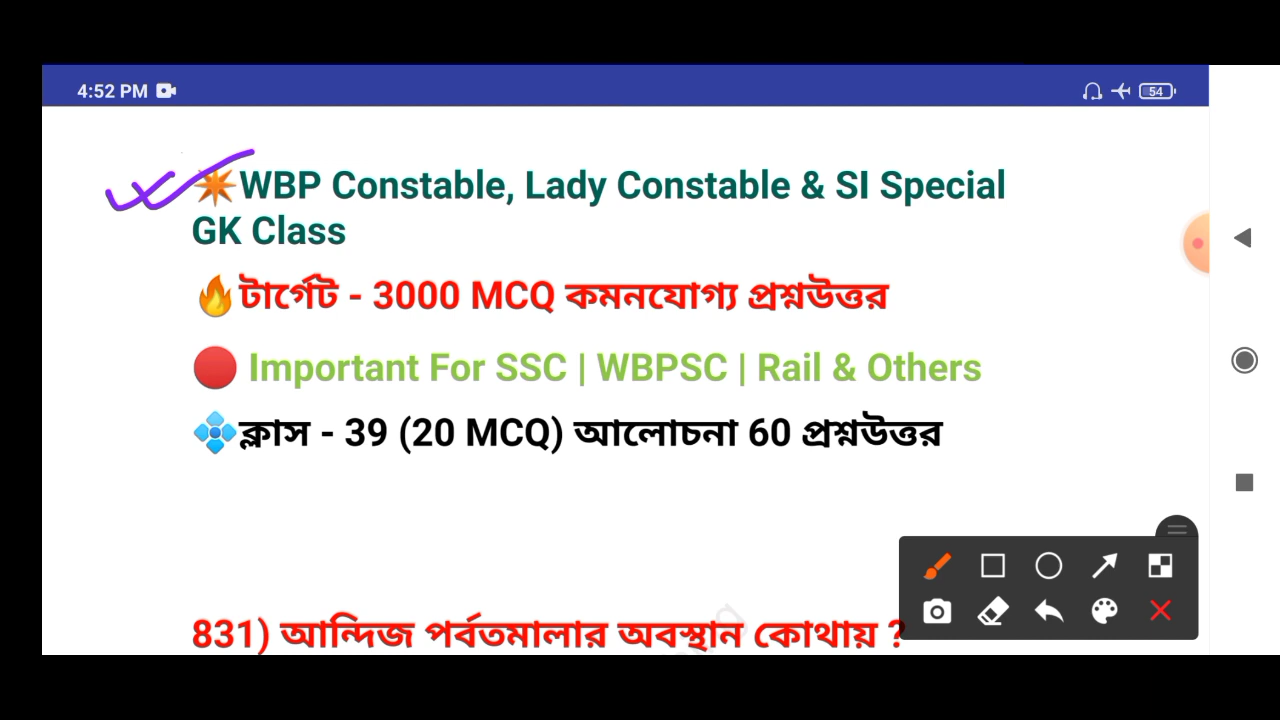 4:52 PM
54
WBP Constable, Lady Constable & SI Special
GK Class
টার্গেট - 3000 MCQ কমনযোগ্য প্রশ্নউত্তর
Important For SSC | WBPSC | Rail & Others
ক্লাস - 39 (20 MCQ) আলোচনা 60 প্রশ্নউত্তর
831) আন্দিজ পর্বতমালার অবস্থান কোথায় ?